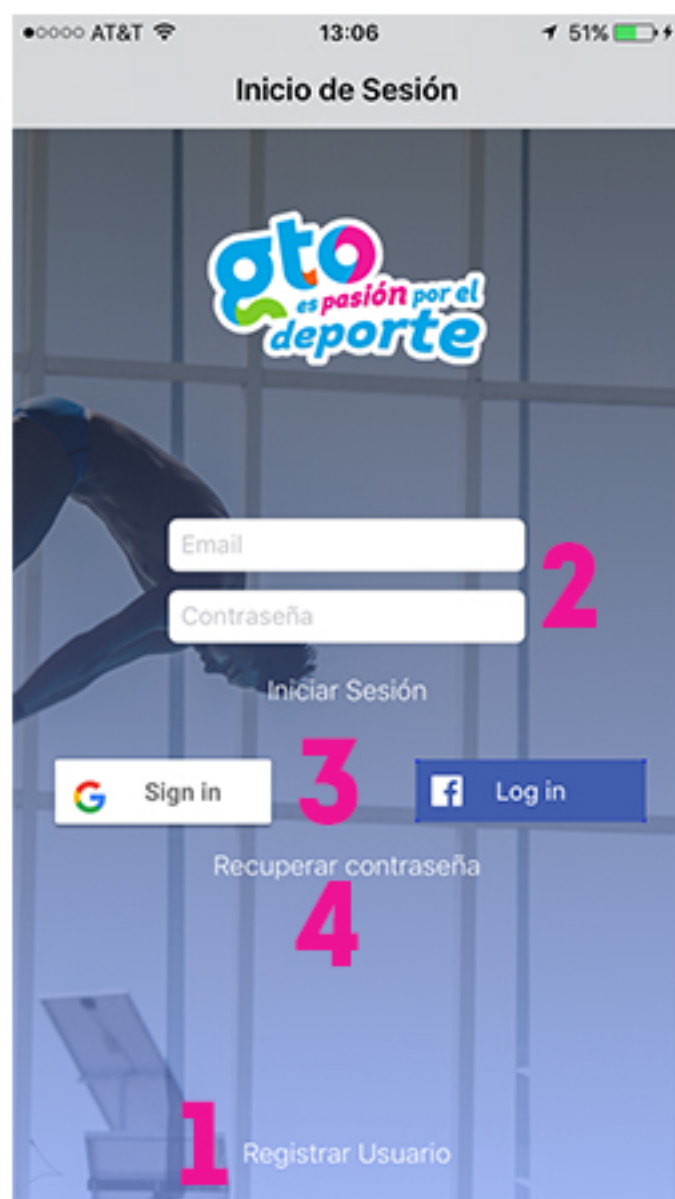 AT&T 13:06 51%
Inicio de Sesión
gto
es pasión por el
deporte
Email
2
Contraseña
Iniciar Sesión
3
Sign in Log in
Recuperar contraseña
4
1 Registrar Usuario